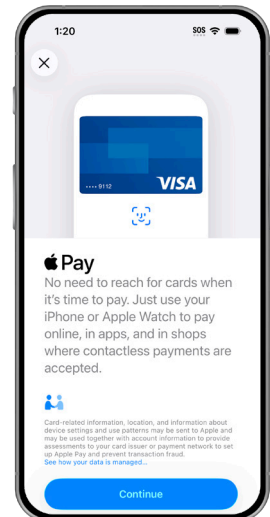 1:20
SOS
•••• 9110
VISA
Pay
No need to reach for cards when
it's time to pay. Just use your
iPhone or Apple Watch to pay
online, in apps, and in shops
where contactless payments are
accepted.
Card-related information, location, and information about
device settings and use patterns may be sent to Apple and
may be used together with account information to provide
assessments to your card issuer or payment network to set
up Apple Pay and prevent transaction fraud.
See how your data is managed...
Continue